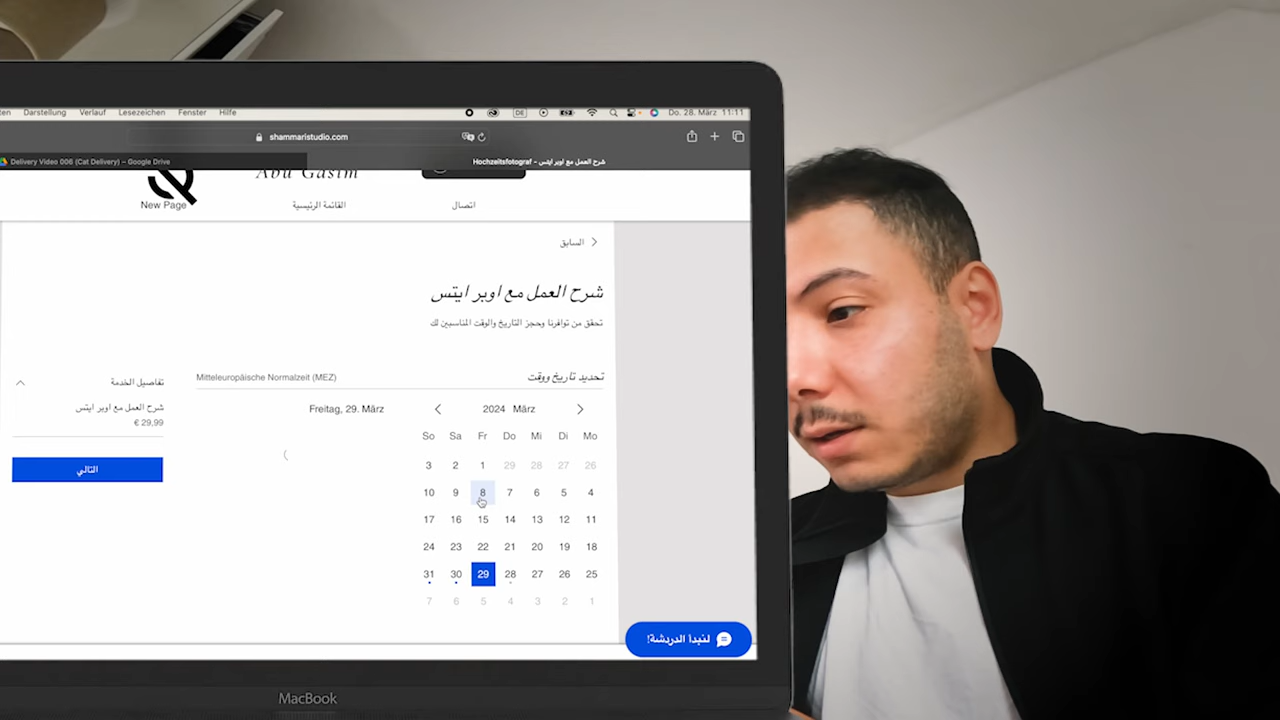 ten Darstellung Verlauf Lesezeichen Fenster Hilfe DE Do. 28. März 11:11
shammaristudio.com
Delivery Video 006 (Cat Delivery) – Google Drive
Hochzeitsfotograf - شرح العمل مع اوبر ايتس
Abu Gasim
New Page القائمة الرئيسية اتصال
السابق
شرح العمل مع اوبر ايتس
تحقق من توافرنا وحجز التاريخ والوقت المناسبين لك
تحديد تاريخ ووقت
Mitteleuropäische Normalzeit (MEZ)
Freitag, 29. März
2024 März
So Sa Fr Do Mi Di Mo
3 2 1 29 28 27 26
10 9 8 7 6 5 4
17 16 15 14 13 12 11
24 23 22 21 20 19 18
31 30 29 28 27 26 25
7 6 5 4 3 2 1
تفاصيل الخدمة
شرح العمل مع اوبر ايتس
29,99 €
التالي
لنبدأ الدردشة!
MacBook